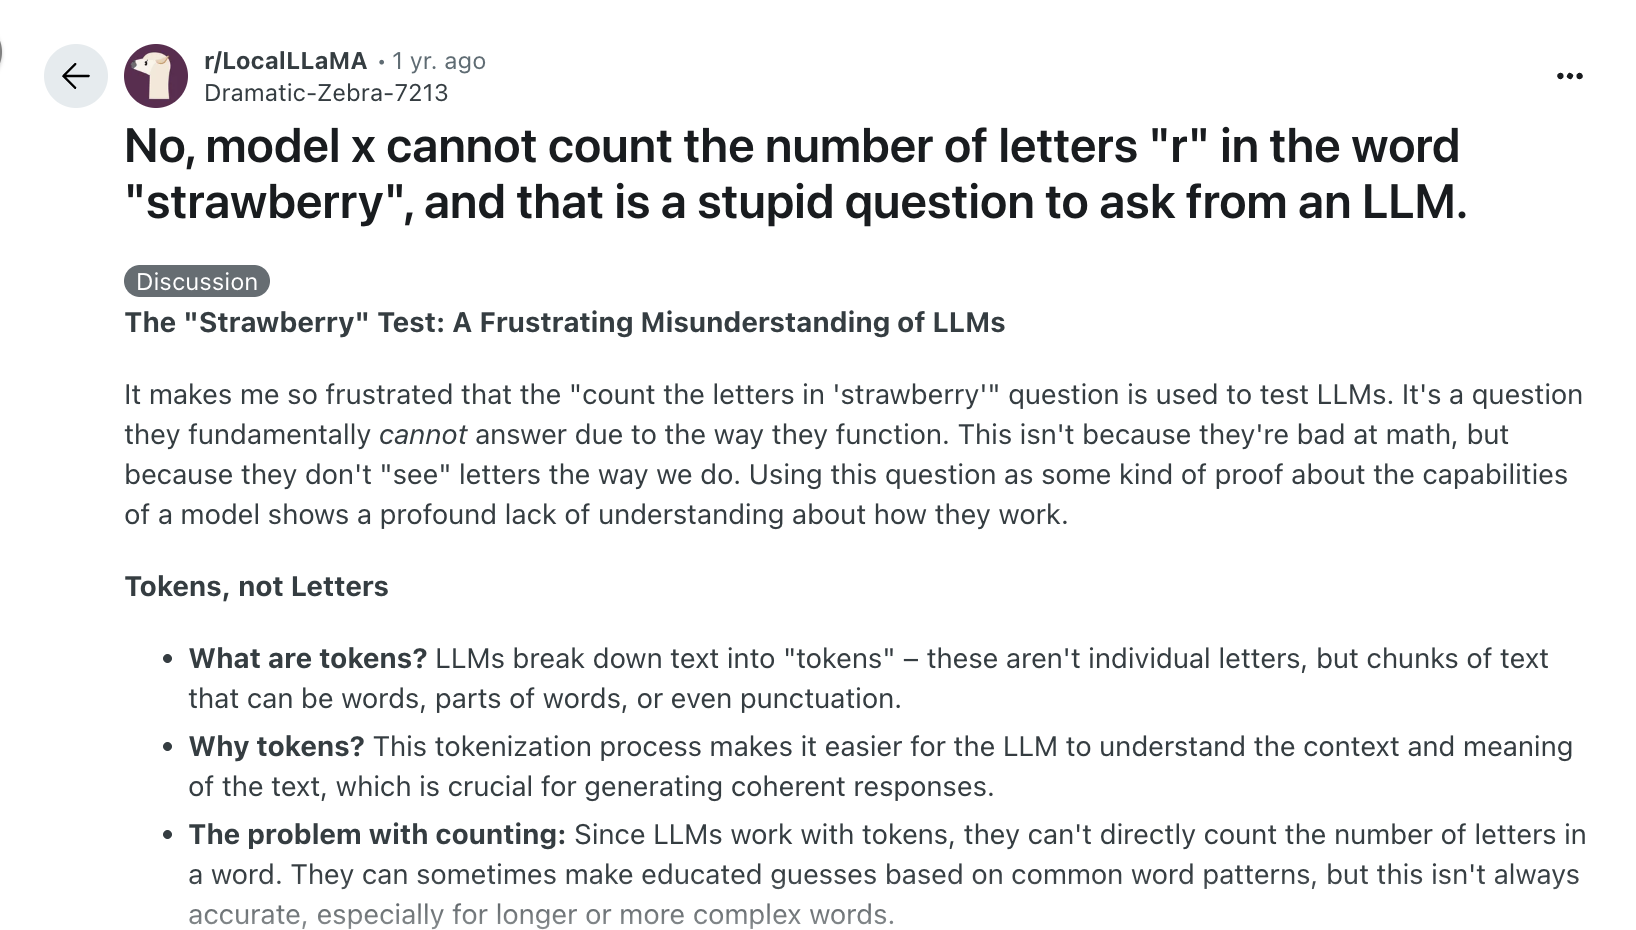 r/LocalLLaMA • 1 yr. ago
Dramatic-Zebra-7213
No, model x cannot count the number of letters "r" in the word
"strawberry", and that is a stupid question to ask from an LLM.
Discussion
The "Strawberry" Test: A Frustrating Misunderstanding of LLMs
It makes me so frustrated that the "count the letters in 'strawberry'" question is used to test LLMs. It's a question
they fundamentally cannot answer due to the way they function. This isn't because they're bad at math, but
because they don't "see" letters the way we do. Using this question as some kind of proof about the capabilities
of a model shows a profound lack of understanding about how they work.
Tokens, not Letters
• What are tokens? LLMs break down text into "tokens" – these aren't individual letters, but chunks of text
that can be words, parts of words, or even punctuation.
• Why tokens? This tokenization process makes it easier for the LLM to understand the context and meaning
of the text, which is crucial for generating coherent responses.
• The problem with counting: Since LLMs work with tokens, they can't directly count the number of letters in
a word. They can sometimes make educated guesses based on common word patterns, but this isn't always
accurate, especially for longer or more complex words.